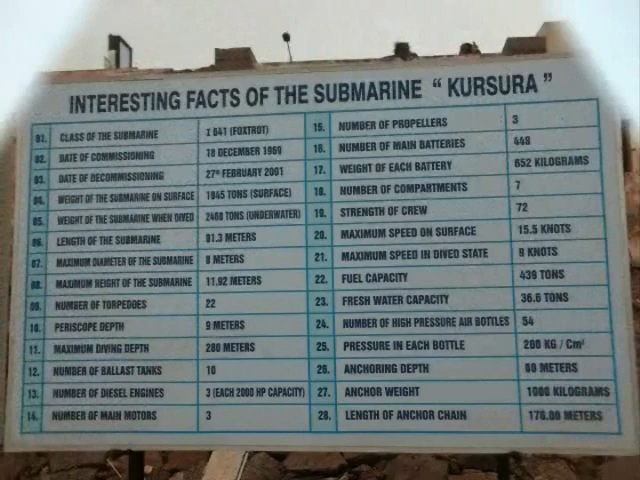 INTERESTING FACTS OF THE SUBMARINE " KURSURA "
01. CLASS OF THE SUBMARINE I 641 (FOXTROT)
02. DATE OF COMMISSIONING 18 DECEMBER 1969
03. DATE OF DECOMMISSIONING 27th FEBRUARY 2001
04. WEIGHT OF THE SUBMARINE ON SURFACE 1945 TONS (SURFACE)
05. WEIGHT OF THE SUBMARINE WHEN DIVED 2460 TONS (UNDERWATER)
06. LENGTH OF THE SUBMARINE 91.3 METERS
07. MAXIMUM DIAMETER OF THE SUBMARINE 8 METERS
08. MAXIMUM HEIGHT OF THE SUBMARINE 11.92 METERS
09. NUMBER OF TORPEDOES 22
10. PERISCOPE DEPTH 9 METERS
11. MAXIMUM DIVING DEPTH 280 METERS
12. NUMBER OF BALLAST TANKS 10
13. NUMBER OF DIESEL ENGINES 3 (EACH 2000 HP CAPACITY)
14. NUMBER OF MAIN MOTORS 3
15. NUMBER OF PROPELLERS 3
16. NUMBER OF MAIN BATTERIES 448
17. WEIGHT OF EACH BATTERY 652 KILOGRAMS
18. NUMBER OF COMPARTMENTS 7
19. STRENGTH OF CREW 72
20. MAXIMUM SPEED ON SURFACE 15.5 KNOTS
21. MAXIMUM SPEED IN DIVED STATE 9 KNOTS
22. FUEL CAPACITY 439 TONS
23. FRESH WATER CAPACITY 36.6 TONS
24. NUMBER OF HIGH PRESSURE AIR BOTTLES 54
25. PRESSURE IN EACH BOTTLE 200 KG / Cm²
26. ANCHORING DEPTH METERS
27. ANCHOR WEIGHT 1000 KILOGRAMS
28. LENGTH OF ANCHOR CHAIN METERS